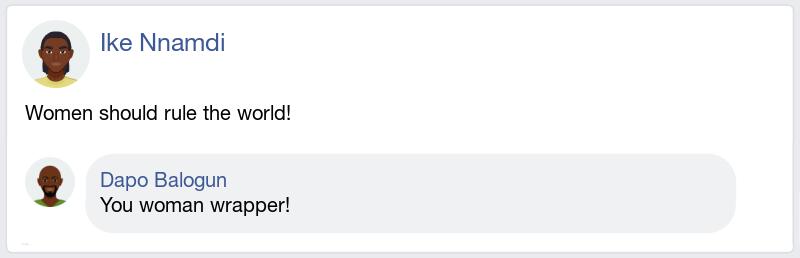 Ike Nnamdi
Women should rule the world!
Dapo Balogun
You woman wrapper!